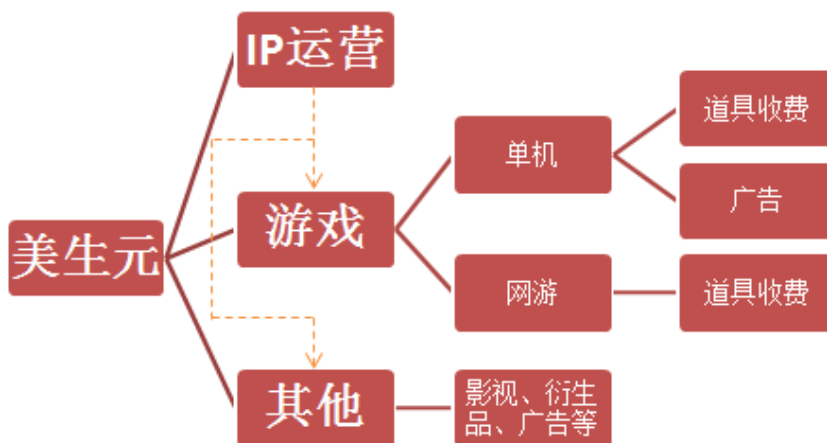 IP运营
道具收费
单机
广告
游戏
美生元
网游
道具收费
其他
影视、衍生
品、广告等